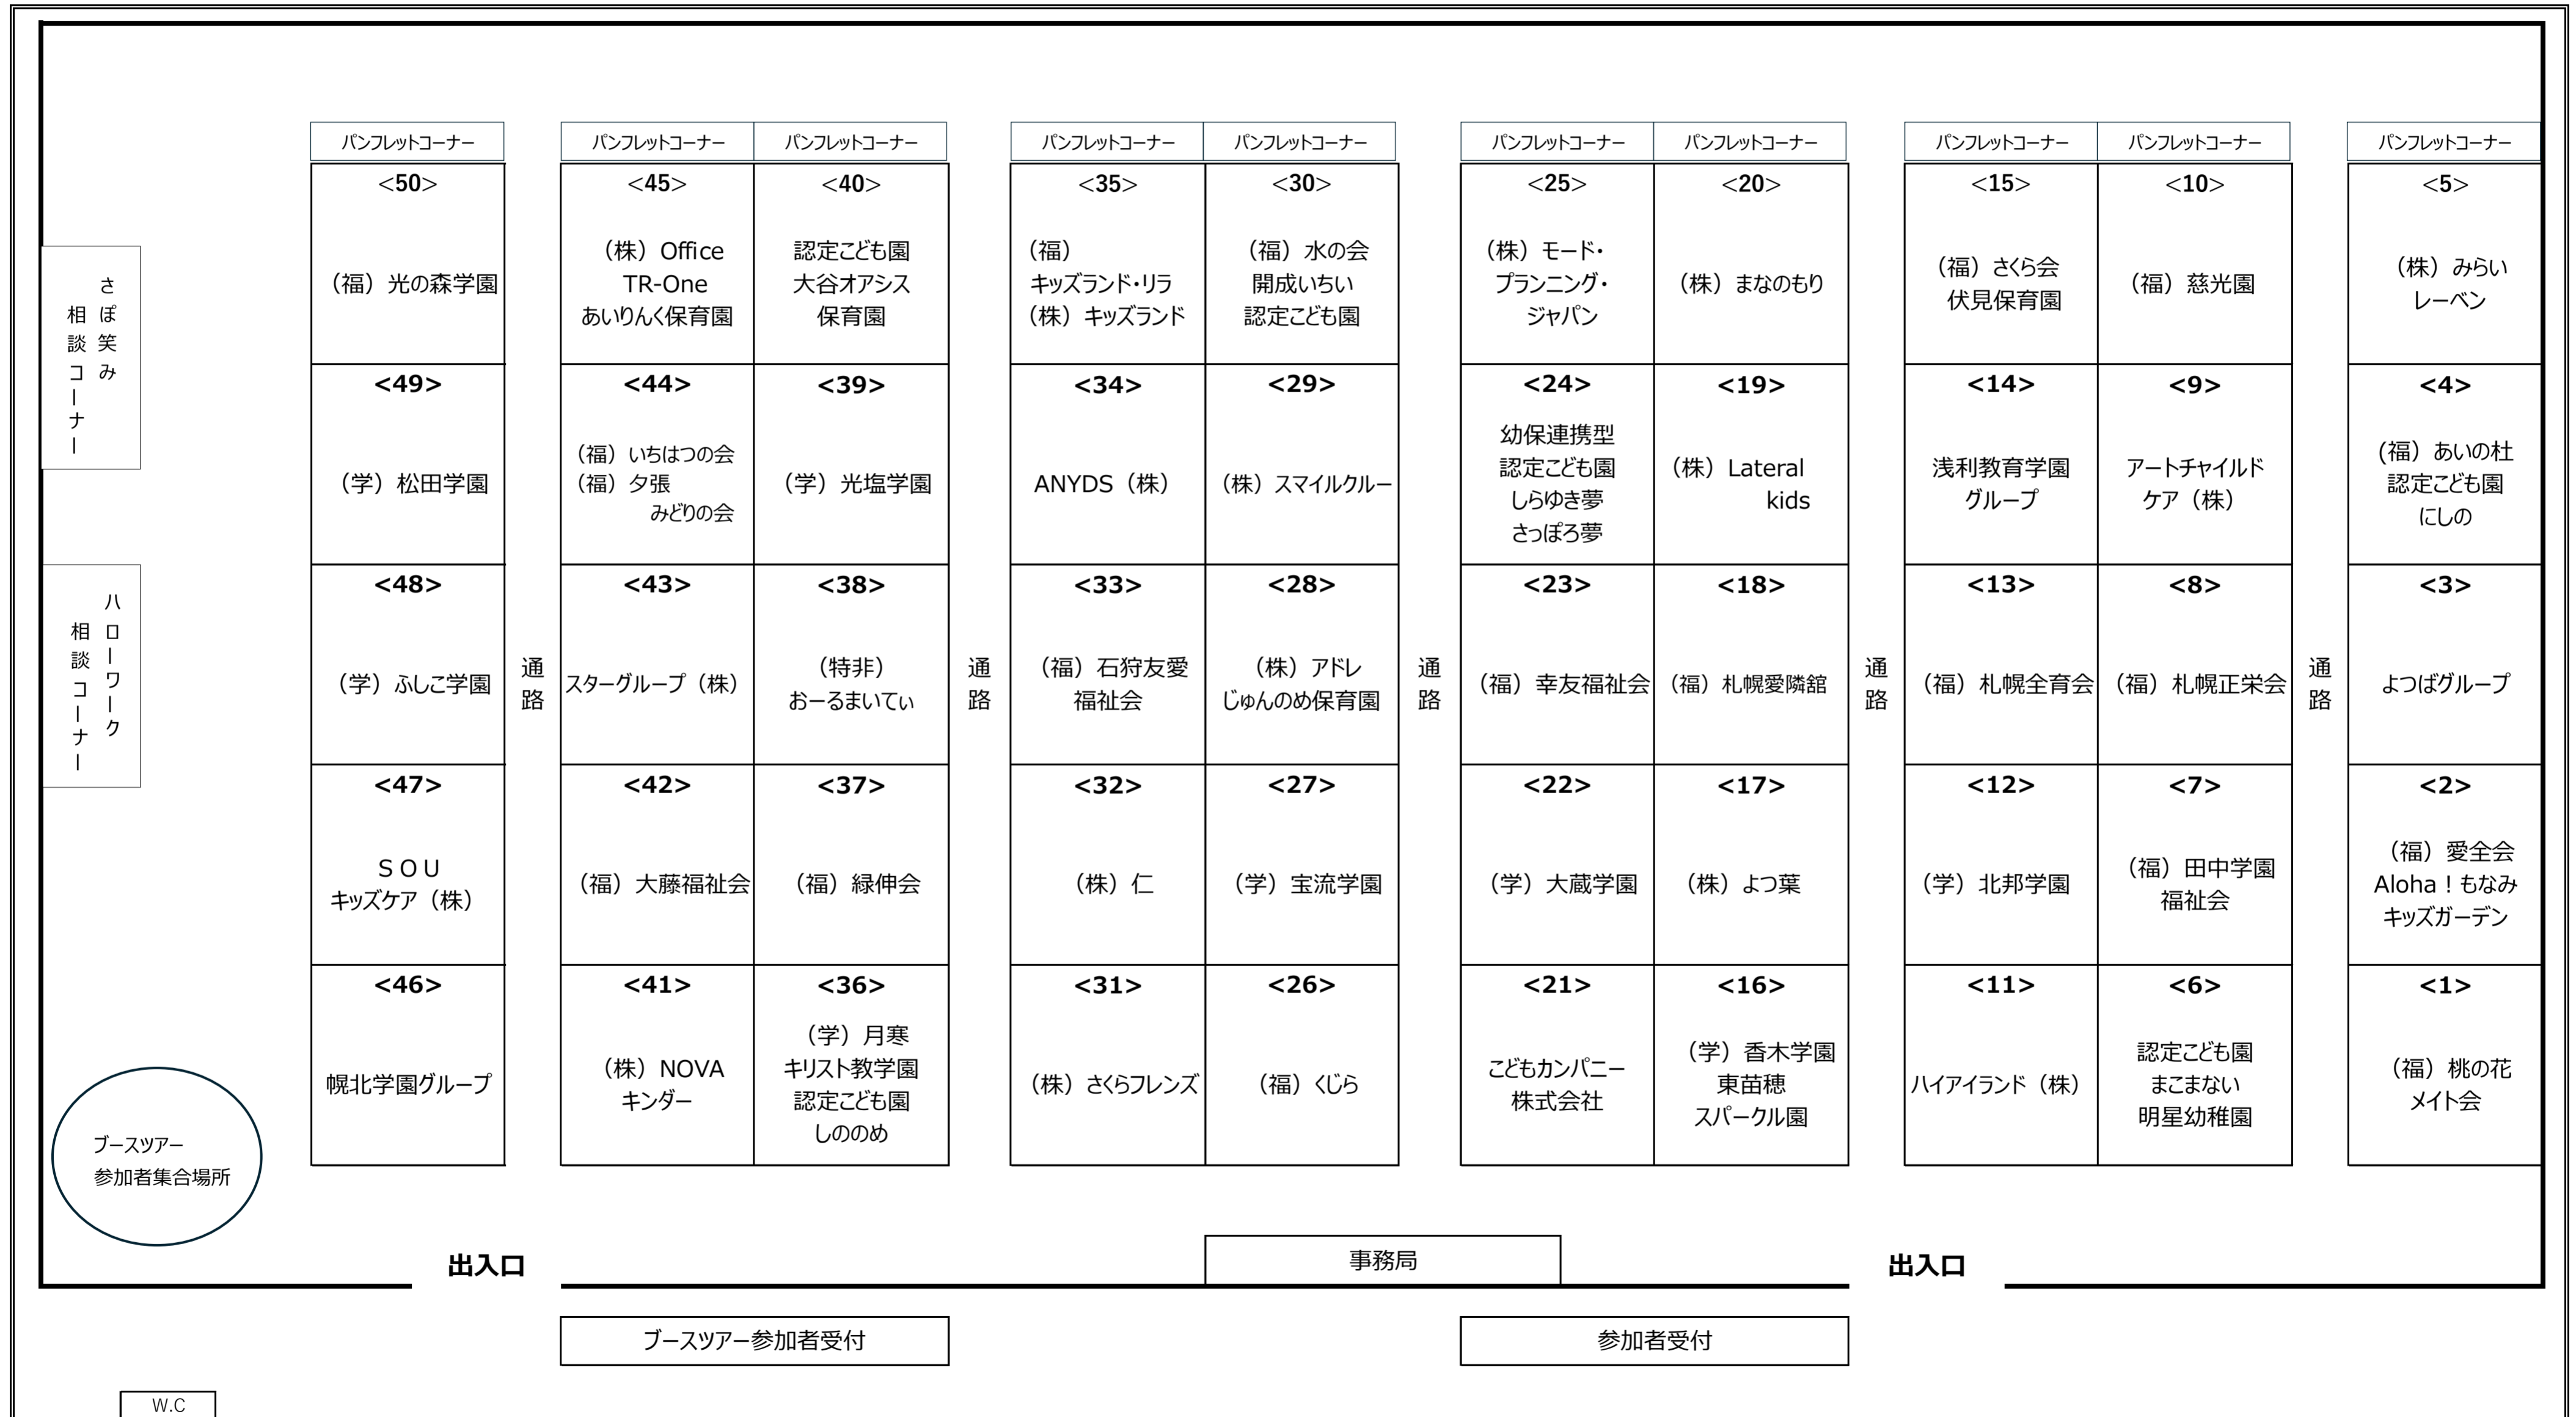 パンフレットコーナー
パンフレットコーナー
パンフレットコーナー
パンフレットコーナー
パンフレットコーナー
パンフレットコーナー
パンフレットコーナー
パンフレットコーナー
パンフレットコーナー
パンフレットコーナー
さぽ笑み
相談コーナー
ハローワーク
相談コーナー
<50>
(福)光の森学園
<45>
(株)Office
TR-One
あいりんく保育園
<40>
認定こども園
大谷オアシス
保育園
<35>
(福)
キッズランド・リラ
(株)キッズランド
<30>
(福)水の会
開成いちい
認定こども園
<25>
(株)モード・
プランニング・
ジャパン
<20>
(株)まなのもり
<15>
(福)さくら会
伏見保育園
<10>
(福)慈光園
<5>
(株)みらい
レーベン
<49>
(学)松田学園
<44>
(福)いちはつの会
(福)夕張
みどりの会
<39>
(学)光塩学園
<34>
ANYDS(株)
<29>
(株)スマイルクルー
<24>
幼保連携型
認定こども園
しらゆき夢
さっぽろ夢
<19>
(株)Lateral
kids
<14>
浅利教育学園
グループ
<9>
アートチャイルド
ケア(株)
<4>
(福)あいの杜
認定こども園
にしの
<48>
(学)ふしこ学園
通路
<43>
スターグループ(株)
<38>
(特非)
おーるまいてぃ
通路
<33>
(福)石狩友愛
福祉会
<28>
(株)アドレ
じゅんのめ保育園
通路
<23>
(福)幸友福祉会
<18>
(福)札幌愛隣舘
通路
<13>
(福)札幌全育会
<8>
(福)札幌正栄会
通路
<3>
よつばグループ
<47>
SOU
キッズケア(株)
<42>
(福)大藤福祉会
<37>
(福)緑伸会
<32>
(株)仁
<27>
(学)宝流学園
<22>
(学)大蔵学園
<17>
(株)よつ葉
<12>
(学)北邦学園
<7>
(福)田中学園
福祉会
<2>
(福)愛全会
Aloha!もなみ
キッズガーデン
<46>
幌北学園グループ
<41>
(株)NOVA
キンダー
<36>
(学)月寒
キリスト教学園
認定こども園
しののめ
<31>
(株)さくらフレンズ
<26>
(福)くじら
<21>
こどもカンパニー
株式会社
<16>
(学)香木学園
東苗穂
スパークル園
<11>
ハイアイランド(株)
<6>
認定こども園
まこまない
明星幼稚園
<1>
(福)桃の花
メイト会
ブースツアー
参加者集合場所
出入口
事務局
出入口
ブースツアー参加者受付
参加者受付
W.C